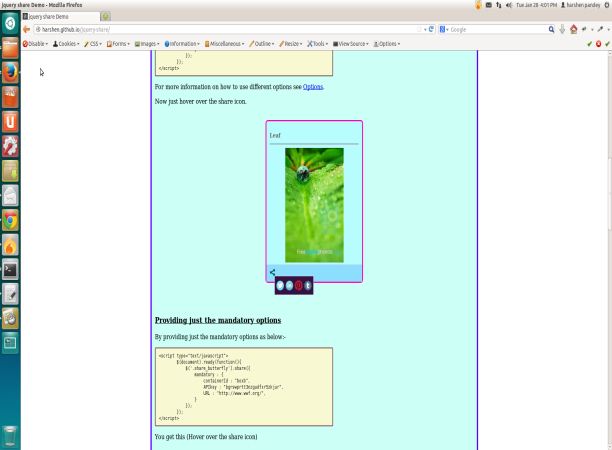 jquery share Demo - Mozilla Firefox
Tue Jan 28 4:01 PM harshen pandey
jquery share Demo
harshen.github.io/jquery-share/
Google
Disable Cookies CSS Forms Images Information Miscellaneous Outline Resize Tools View Source Options
});
});
</script>
For more information on how to use different options see Options.
Now just hover over the share icon.
Leaf
Free photos
Providing just the mandatory options
By providing just the mandatory options as below:-
<script type="text/javascript">
$(document).ready(function(){
$('.share_butterfly').share({
mandatory : {
containerId : "box6",
APIkey :
URL : "http://www.wwf.org/",
}
});
});
</script>
You get this (Hover over the share icon)